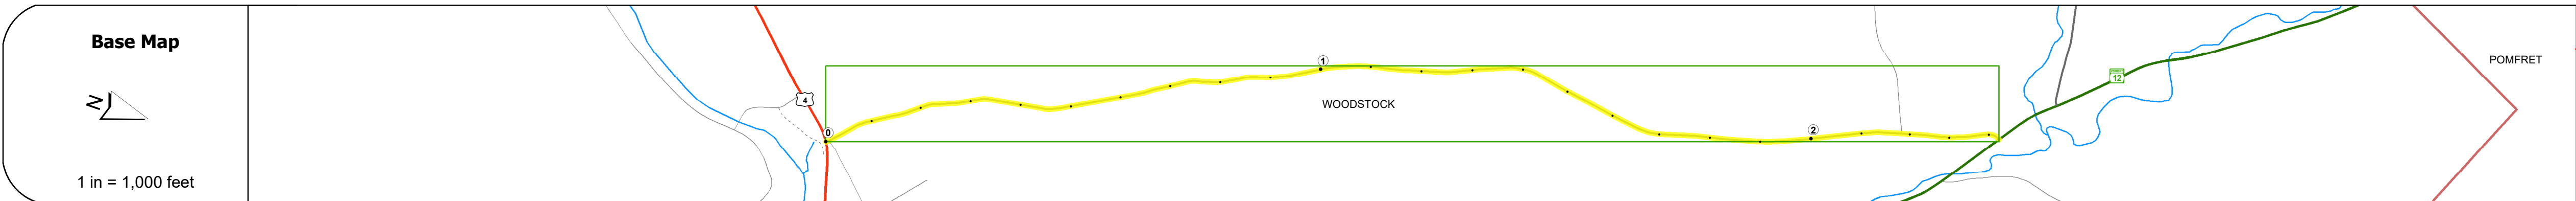 Base Map
N
1 in = 1,000 feet
4
0
1
WOODSTOCK
2
12
POMFRET